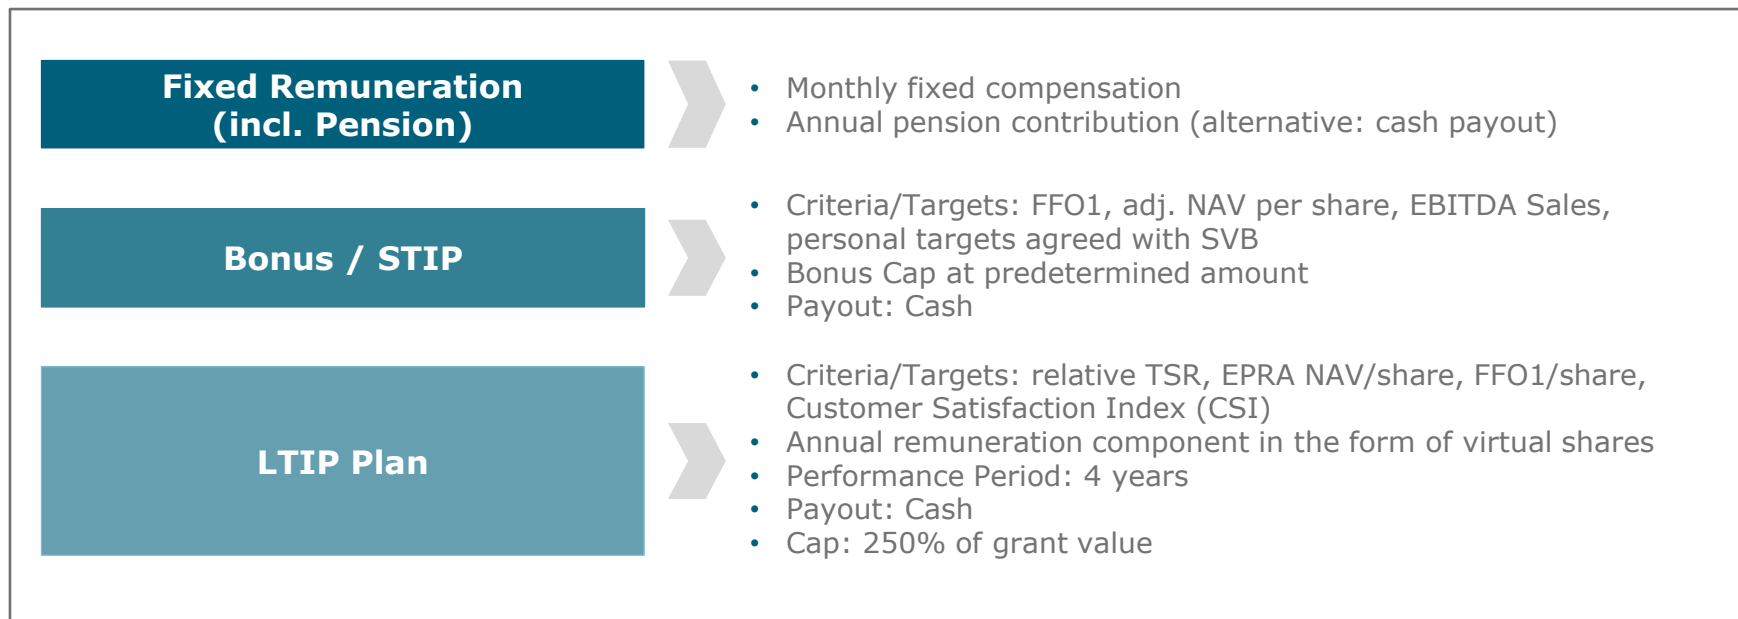 Fixed Remuneration
(incl. Pension)
• Monthly fixed compensation
• Annual pension contribution (alternative: cash payout)
Bonus / STIP
• Criteria/Targets: FFO1, adj. NAV per share, EBITDA Sales,
personal targets agreed with SVB
• Bonus Cap at predetermined amount
• Payout: Cash
LTIP Plan
• Criteria/Targets: relative TSR, EPRA NAV/share, FFO1/share,
Customer Satisfaction Index (CSI)
• Annual remuneration component in the form of virtual shares
• Performance Period: 4 years
• Payout: Cash
• Cap: 250% of grant value